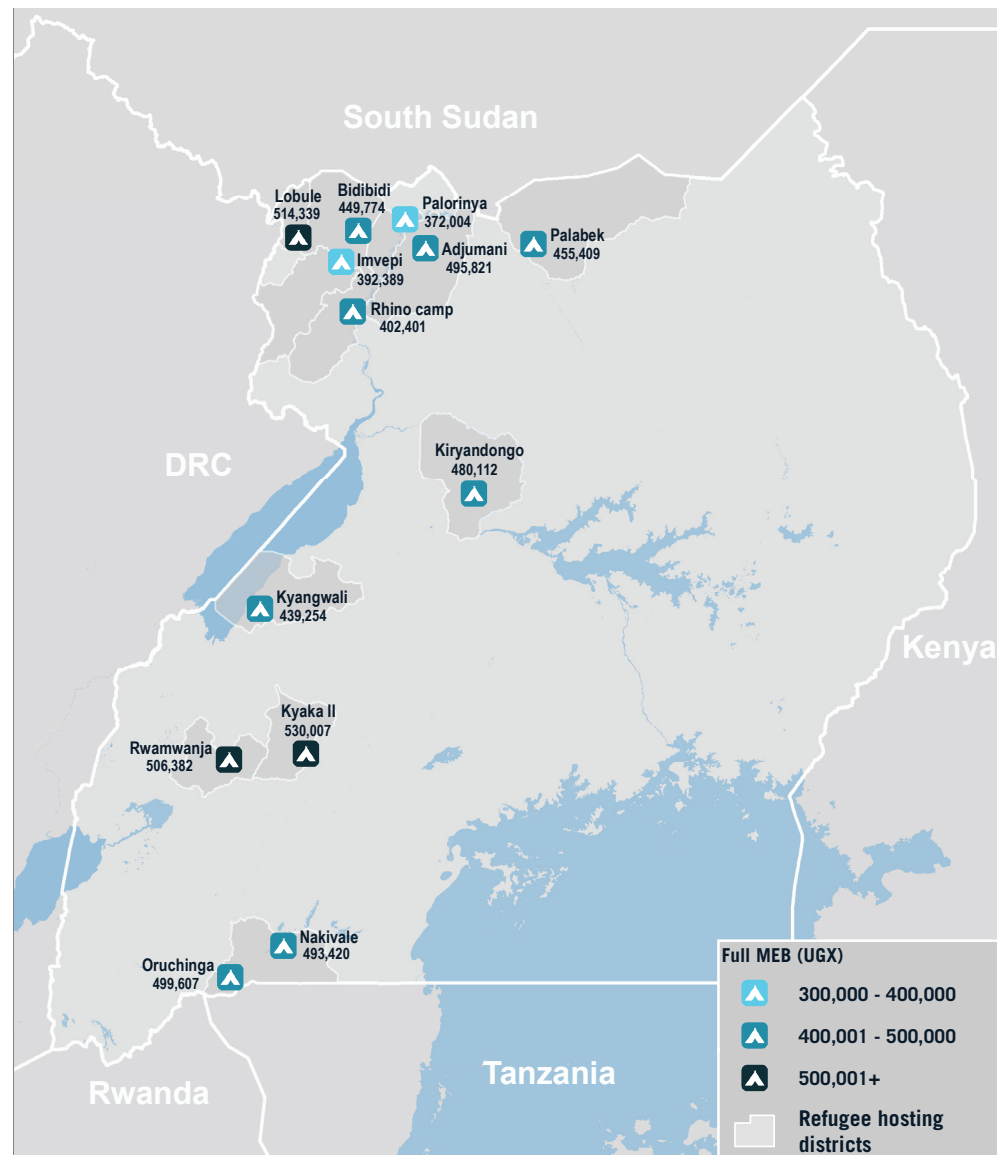 South Sudan
Lobule
514,339
Bidibidi
449,774
Palorinya
372,004
Imvepi
392,389
Adjumani
495,821
Palabek
455,409
Rhino camp
402,401
DRC
Kiryandongo
480,112
Kyangwali
439,254
Kenya
Kyaka II
530,007
Rwamwanja
506,382
Nakivale
493,420
Oruchinga
499,607
Rwanda
Tanzania
Full MEB (UGX)
300,000 - 400,000
400,001 - 500,000
500,001+
Refugee hosting
districts